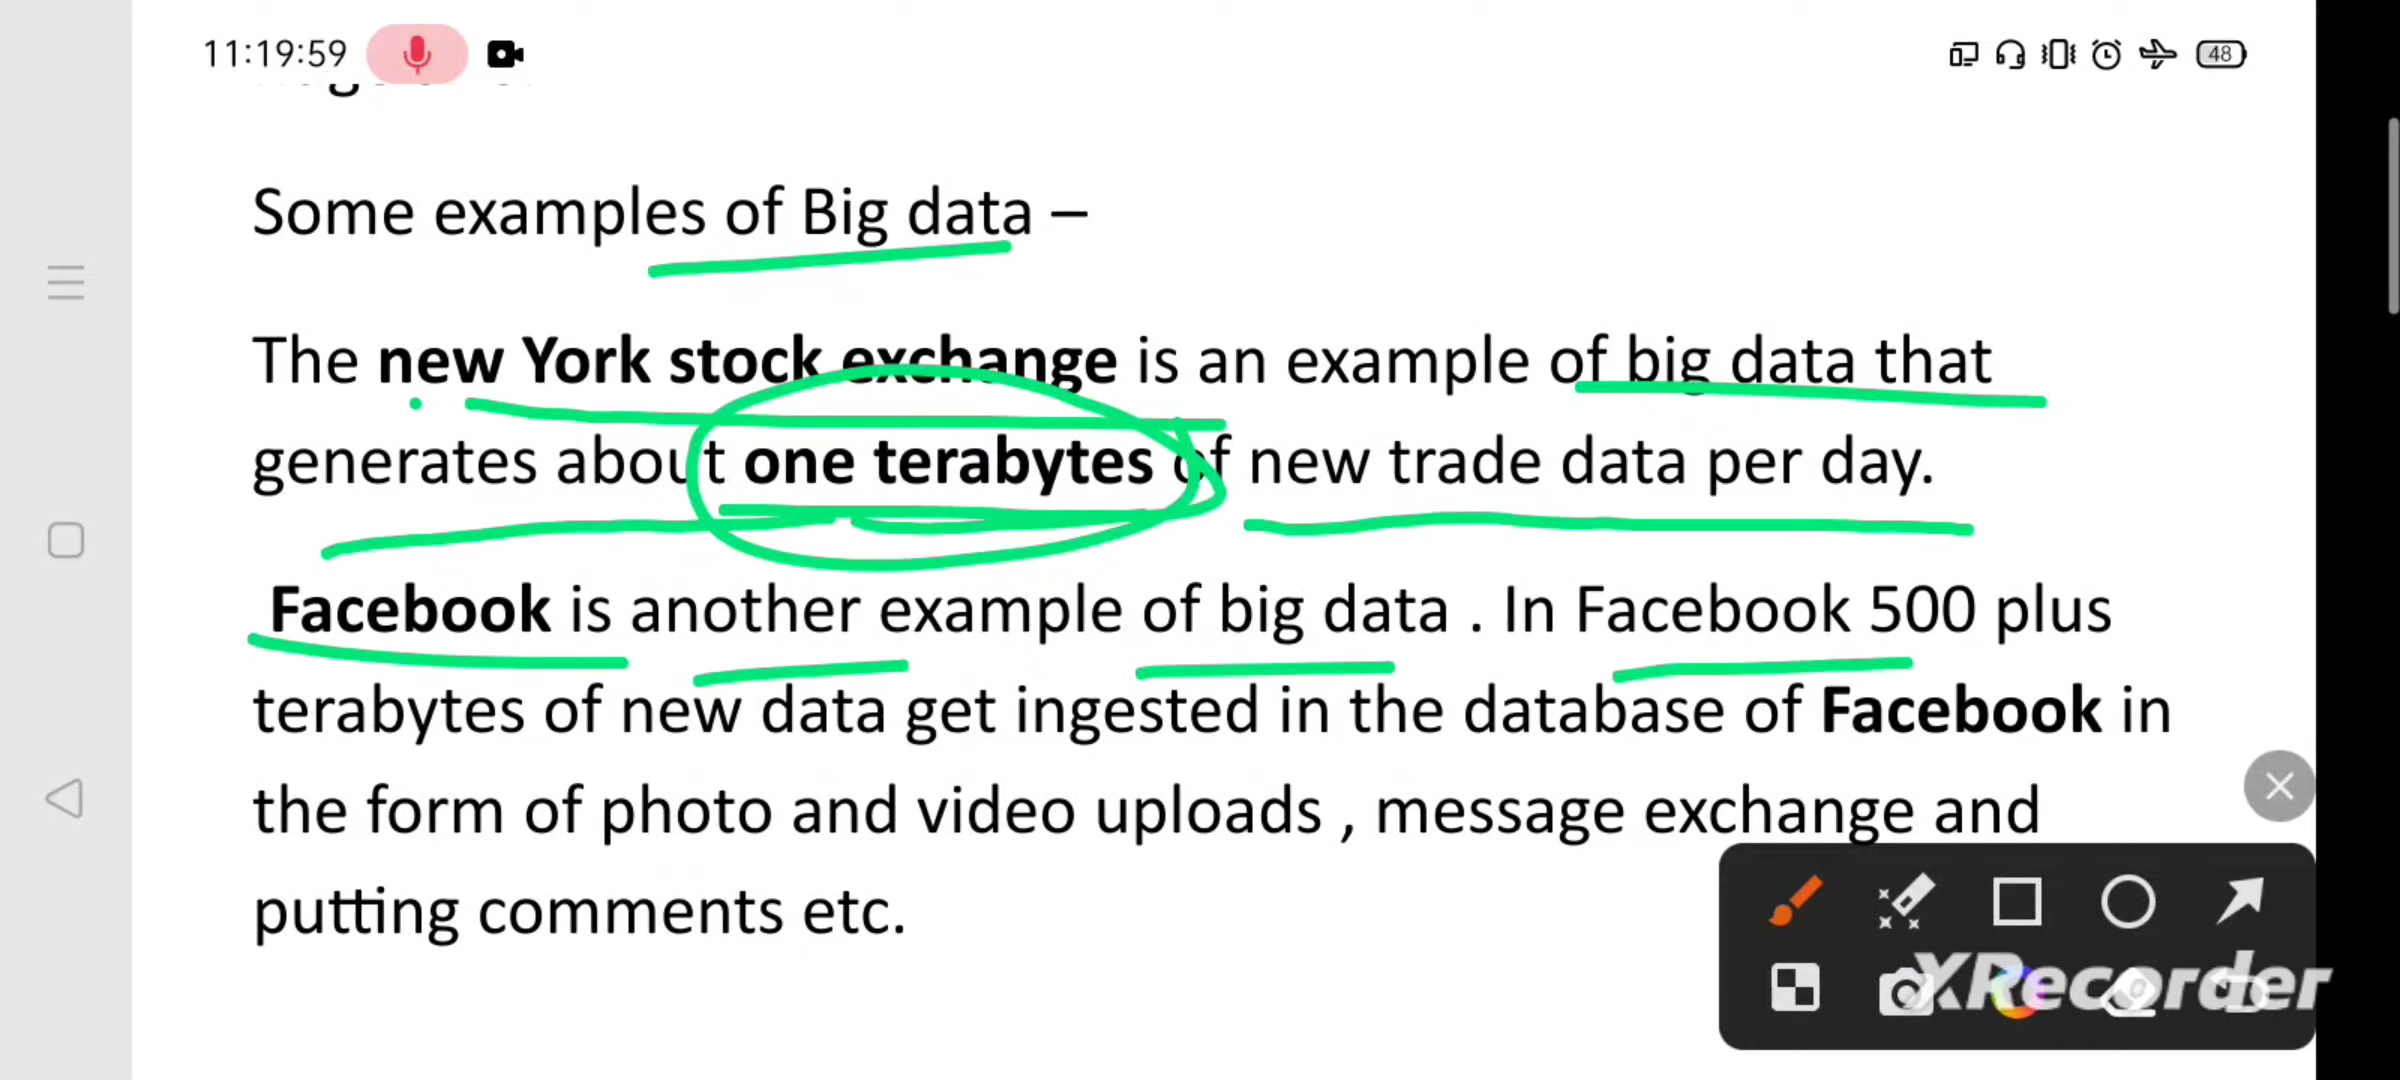 11:19:59
48
Some examples of Big data –
The new York stock exchange is an example of big data that
generates about one terabytes of new trade data per day.
Facebook is another example of big data . In Facebook 500 plus
terabytes of new data get ingested in the database of Facebook in
the form of photo and video uploads , message exchange and
putting comments etc.
XRecorder